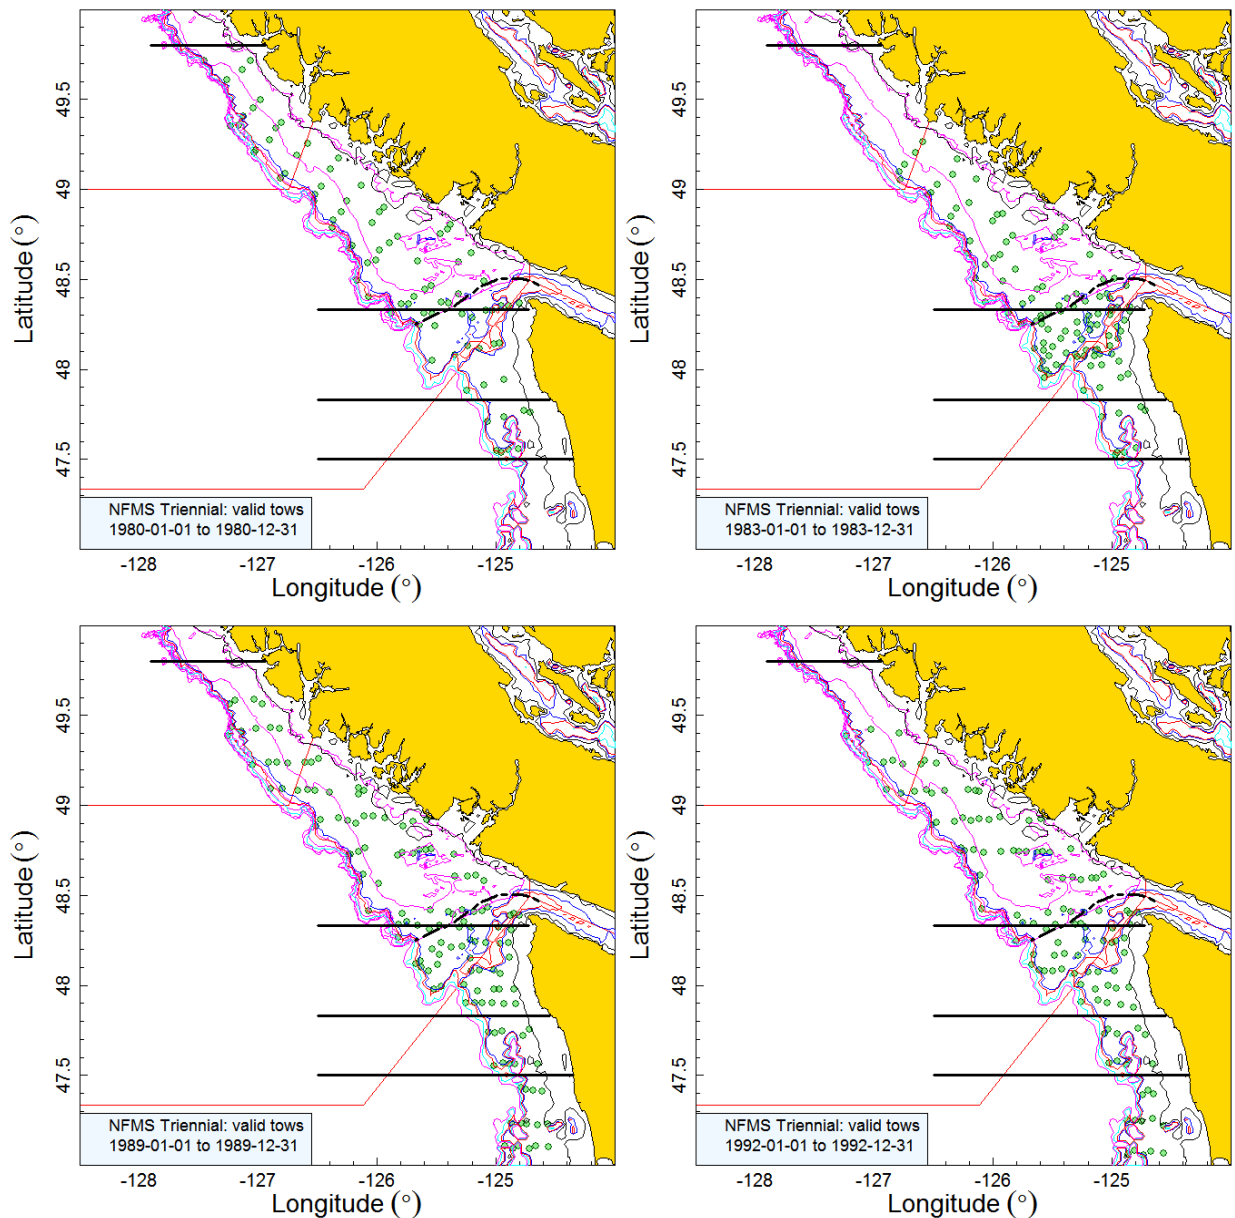 49.5
49
48.5
48
47.5
Latitude (°)
NFMS Triennial: valid tows
1980-01-01 to 1980-12-31
-128
-127
-126
-125
Longitude (°)
49.5
49
48.5
48
47.5
Latitude (°)
NFMS Triennial: valid tows
1983-01-01 to 1983-12-31
-128
-127
-126
-125
Longitude (°)
49.5
49
48.5
48
47.5
Latitude (°)
NFMS Triennial: valid tows
1989-01-01 to 1989-12-31
-128
-127
-126
-125
Longitude (°)
49.5
49
48.5
48
47.5
Latitude (°)
NFMS Triennial: valid tows
1992-01-01 to 1992-12-31
-128
-127
-126
-125
Longitude (°)